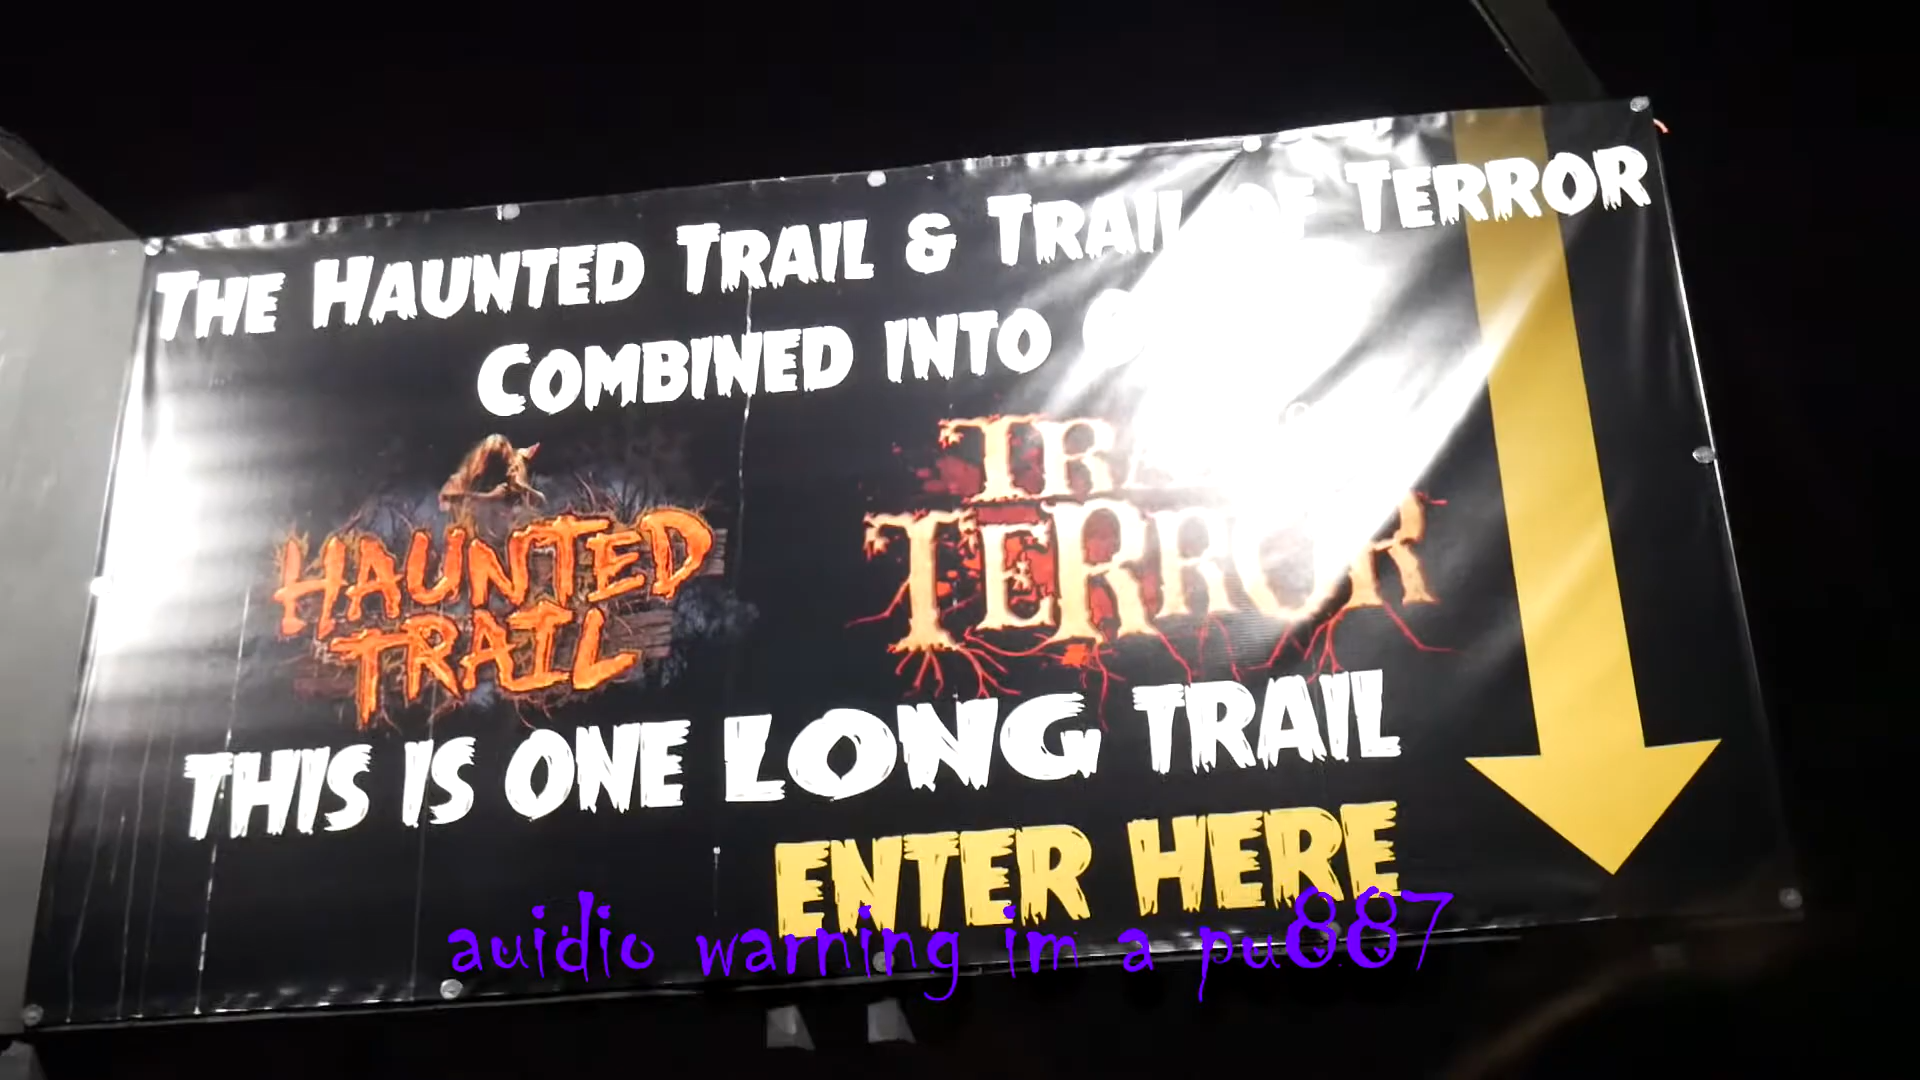 THE HAUNTED TRAIL & TRAIL OF TERROR
COMBINED INTO
HAUNTED
TRAIL
TERROR
THIS IS ONE LONG TRAIL
ENTER HERE
auidio warning im a pu887